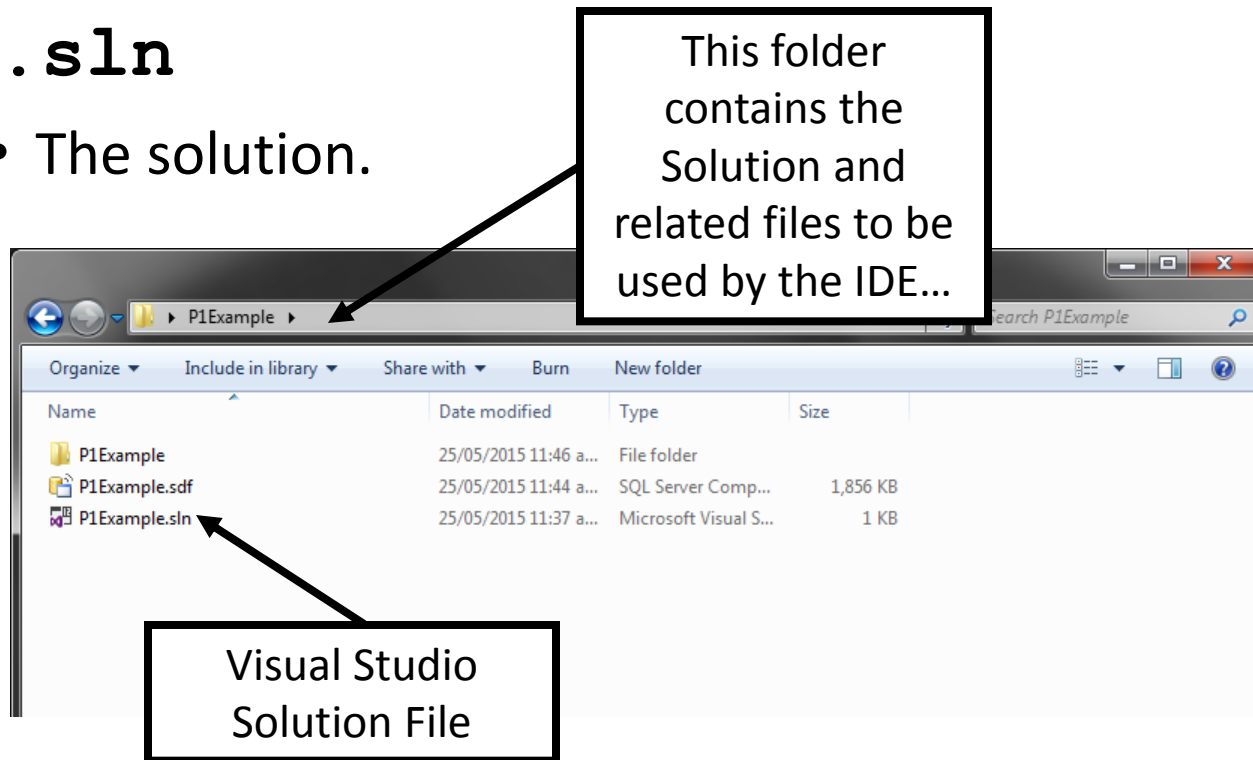 .sln
• The solution.
This folder
contains the
Solution and
related files to be
used by the IDE…
P1Example
Search P1Example
Organize Include in library Share with Burn New folder
Name Date modified Type Size
P1Example 25/05/2015 11:46 a... File folder
P1Example.sdf 25/05/2015 11:44 a... SQL Server Comp... 1,856 KB
P1Example.sln 25/05/2015 11:37 a... Microsoft Visual S... 1 KB
Visual Studio
Solution File